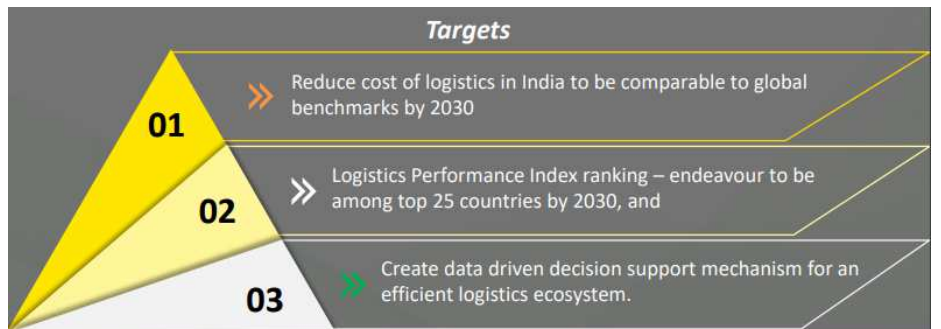 Targets
01
Reduce cost of logistics in India to be comparable to global
benchmarks by 2030
02
Logistics Performance Index ranking – endeavour to be
among top 25 countries by 2030, and
03
Create data driven decision support mechanism for an
efficient logistics ecosystem.